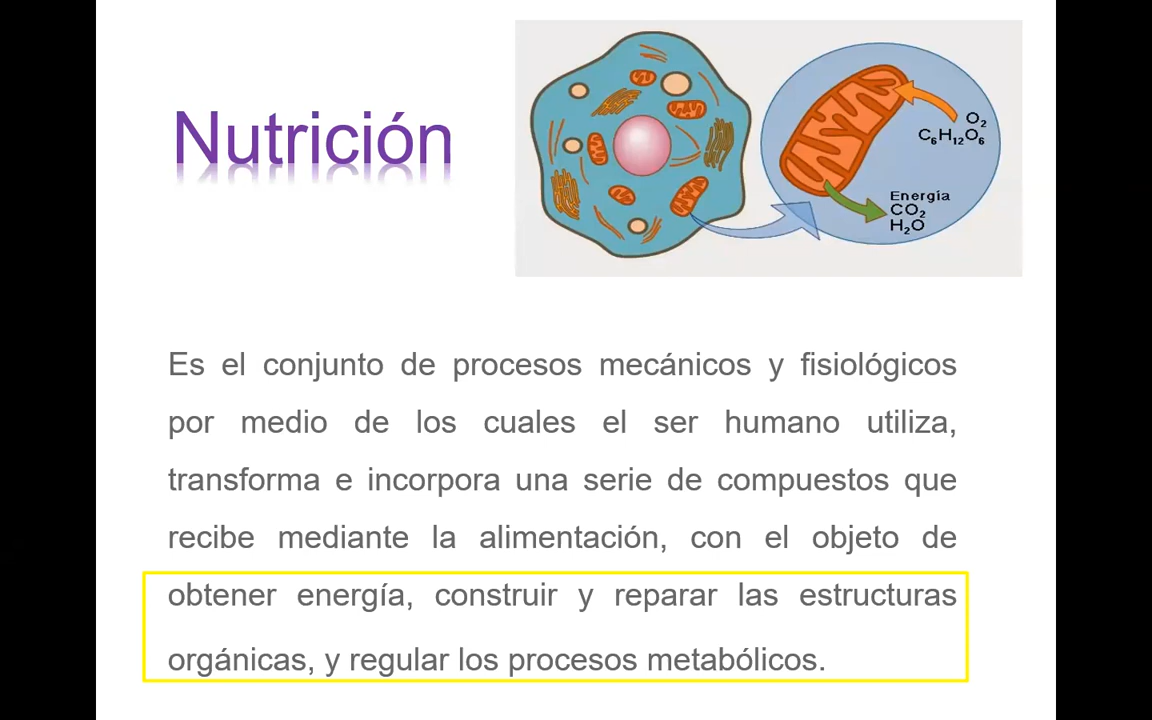 Nutrición
O₂
C₆H₁₂O₆
Energía
CO₂
H₂O
Es el conjunto de procesos mecánicos y fisiológicos
por medio de los cuales el ser humano utiliza,
transforma e incorpora una serie de compuestos que
recibe mediante la alimentación, con el objeto de
obtener energía, construir y reparar las estructuras
orgánicas, y regular los procesos metabólicos.